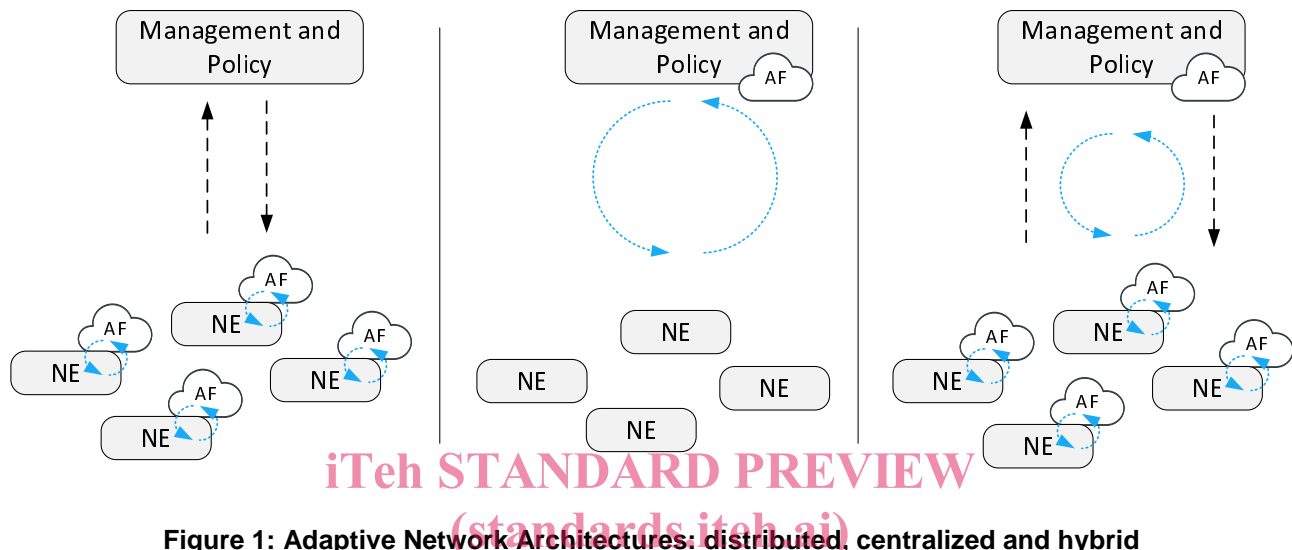 Management and
Policy
AF
NE
AF
NE
AF
NE
AF
NE
Management and
Policy
AF
NE
NE
NE
NE
Management and
Policy
AF
AF
NE
AF
NE
AF
NE
AF
NE
iTeh STANDARD PREVIEW
(standards.iteh.ai)
Figure 1: Adaptive Network Architectures: distributed, centralized and hybrid